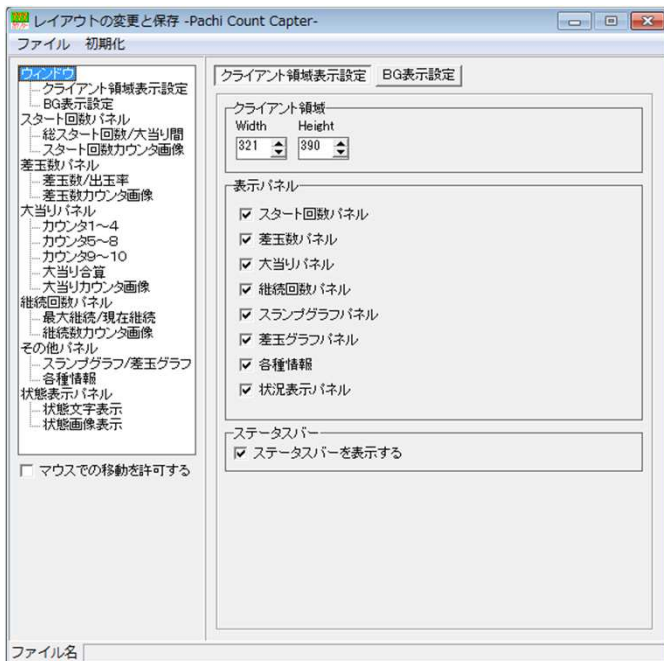 レイアウトの変更と保存 -Pachi Count Capter-
ファイル 初期化
ウィンドウ
クライアント領域表示設定
BG表示設定
スタート回数パネル
総スタート回数/大当り間
スタート回数カウンタ画像
差玉数パネル
差玉数/出玉率
差玉数カウンタ画像
大当りパネル
カウンタ1～4
カウンタ5～8
カウンタ9～10
大当り合算
大当りカウンタ画像
継続回数パネル
最大継続/現在継続
継続数カウンタ画像
その他パネル
スランプグラフ/差玉グラフ
各種情報
状態表示パネル
状態文字表示
状態画像表示
マウスでの移動を許可する
クライアント領域表示設定 BG表示設定
クライアント領域
Width Height
321 390
表示パネル
スタート回数パネル
差玉数パネル
大当りパネル
継続回数パネル
スランプグラフパネル
差玉グラフパネル
各種情報
状況表示パネル
ステータスバー
ステータスバーを表示する
ファイル名